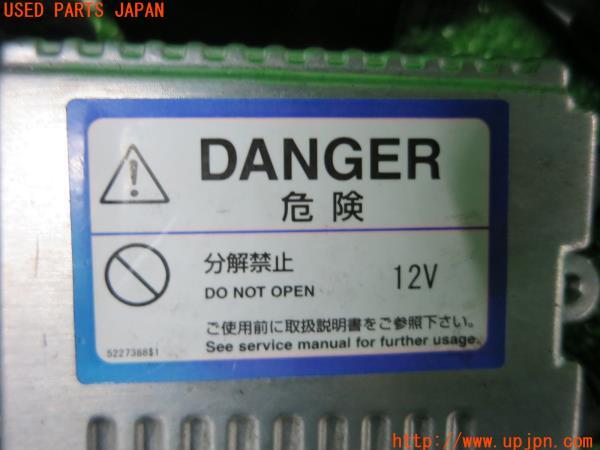 USED PARTS JAPAN
DANGER
危険
分解禁止
DO NOT OPEN
12V
ご使用前に取扱説明書をご参照下さい。
See service manual for further usage.
5227388$1
http://www.upjpn.com/